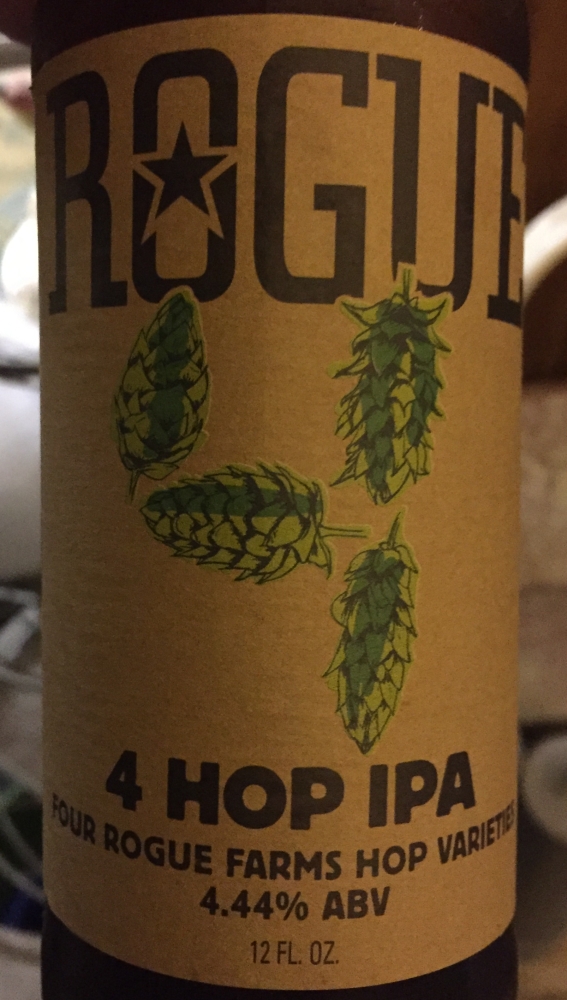 ROGUE
4 HOP IPA
FOUR ROGUE FARMS HOP VARIETIES
4.44% ABV
12 FL. OZ.